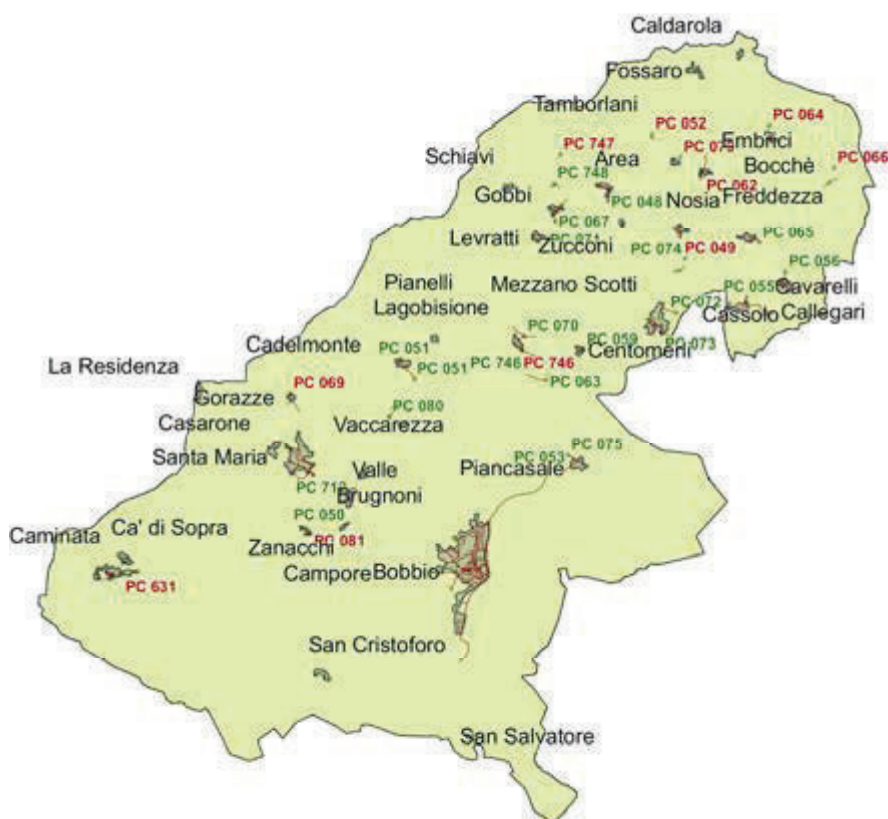 Caldarola
Fossaro
Tamborlani
PC 064
PC 052
Embrici
PC 747
Schiavi
Area
Bocchè
PC 066
PC 748
PC 062
Gobbi
PC 048
Nosia
Freddezza
PC 067
Levratti
PC 071
Zucconi
PC 074
PC 049
PC 065
PC 056
Pianelli
Mezzano Scotti
PC 055
Cavarelli
Lagobisione
PC 072
Cassolo
Callegari
PC 070
Cadelmonte
PC 051
PC 059
Centomerli
PC 073
La Residenza
PC 051
PC 746
PC 746
PC 069
PC 063
Gorazze
PC 080
Casarone
Vaccarezza
Santa Maria
PC 053
PC 075
Valle
Piancasale
Brugnoni
PC 050
Caminata
Ca' di Sopra
Zanacchi
PC 081
Campore
Bobbio
PC 631
San Cristoforo
San Salvatore